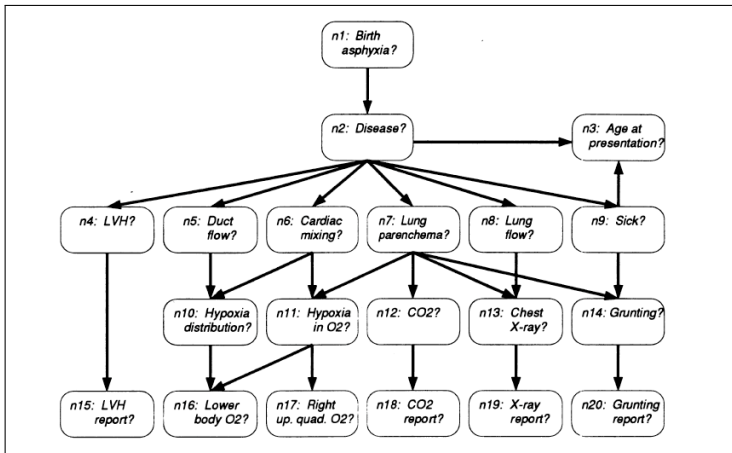 n1: Birth
asphyxia?
n2: Disease?
n3: Age at
presentation?
n4: LVH?
n5: Duct
flow?
n6: Cardiac
mixing?
n7: Lung
parenchema?
n8: Lung
flow?
n9: Sick?
n10: Hypoxia
distribution?
n11: Hypoxia
in O2?
n12: CO2?
n13: Chest
X-ray?
n14: Grunting?
n15: LVH
report?
n16: Lower
body O2?
n17: Right
up. quad. O2?
n18: CO2
report?
n19: X-ray
report?
n20: Grunting
report?